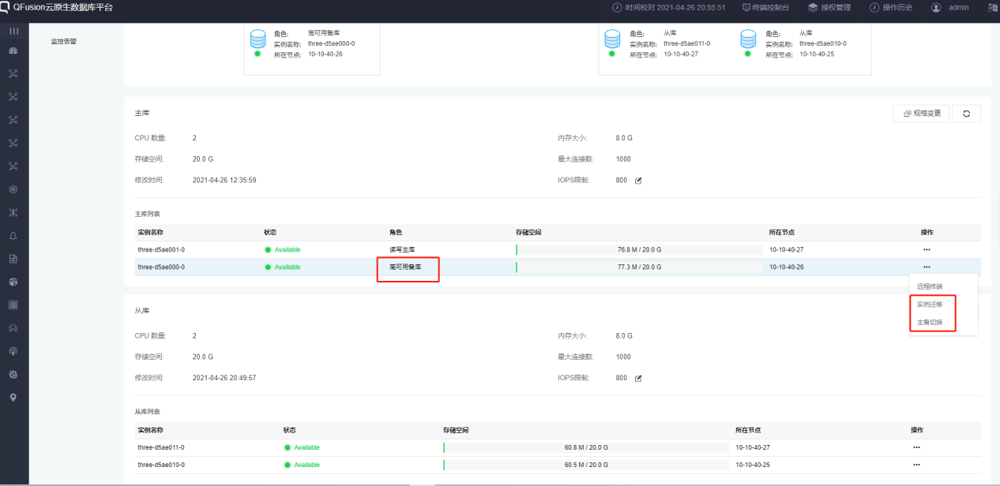 QFusion云原生数据库平台
时间校对 2021-04-26 20:55:51 终端控制台 授权管理 操作历史 admin
监控告警
角色: 高可用备库
实例名称: three-d5ae000-0
所在节点: 10-10-40-26
角色: 从库
实例名称: three-d5ae011-0
所在节点: 10-10-40-27
角色: 从库
实例名称: three-d5ae010-0
所在节点: 10-10-40-25
主库 规格变更
CPU 数量: 2 内存大小: 8.0 G
存储空间: 20.0 G 最大连接数: 1000
修改时间: 2021-04-26 12:35:59 IOPS限制: 800
主库列表
实例名称 状态 角色 存储空间 所在节点 操作
three-d5ae001-0 Available 读写主库 76.8 M / 20.0 G 10-10-40-27 •••
three-d5ae000-0 Available 高可用备库 77.3 M / 20.0 G 10-10-40-26 •••
远程终端
实例迁移
主备切换
从库
CPU 数量: 2 内存大小: 8.0 G
存储空间: 20.0 G 最大连接数: 1000
修改时间: 2021-04-26 20:49:57 IOPS限制: 800
从库列表
实例名称 状态 存储空间 所在节点 操作
three-d5ae011-0 Available 60.8 M / 20.0 G 10-10-40-27 •••
three-d5ae010-0 Available 60.5 M / 20.0 G 10-10-40-25 •••